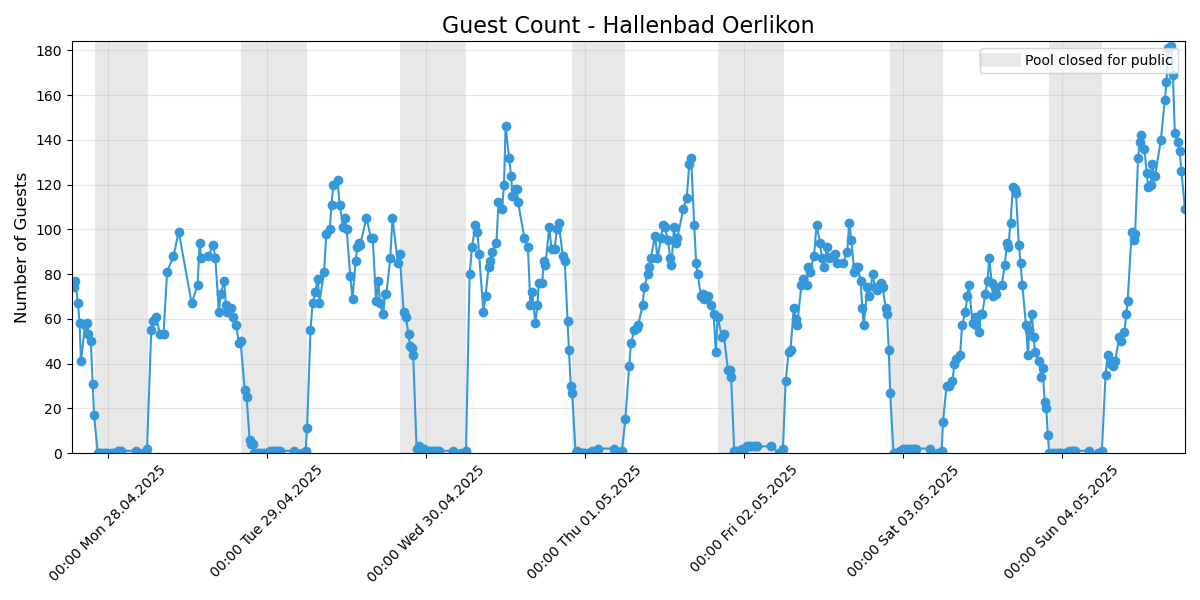 Guest Count - Hallenbad Oerlikon
Pool closed for public
Number of Guests
180
160
140
120
100
80
60
40
20
0
00:00 Mon 28.04.2025
00:00 Tue 29.04.2025
00:00 Wed 30.04.2025
00:00 Thu 01.05.2025
00:00 Fri 02.05.2025
00:00 Sat 03.05.2025
00:00 Sun 04.05.2025